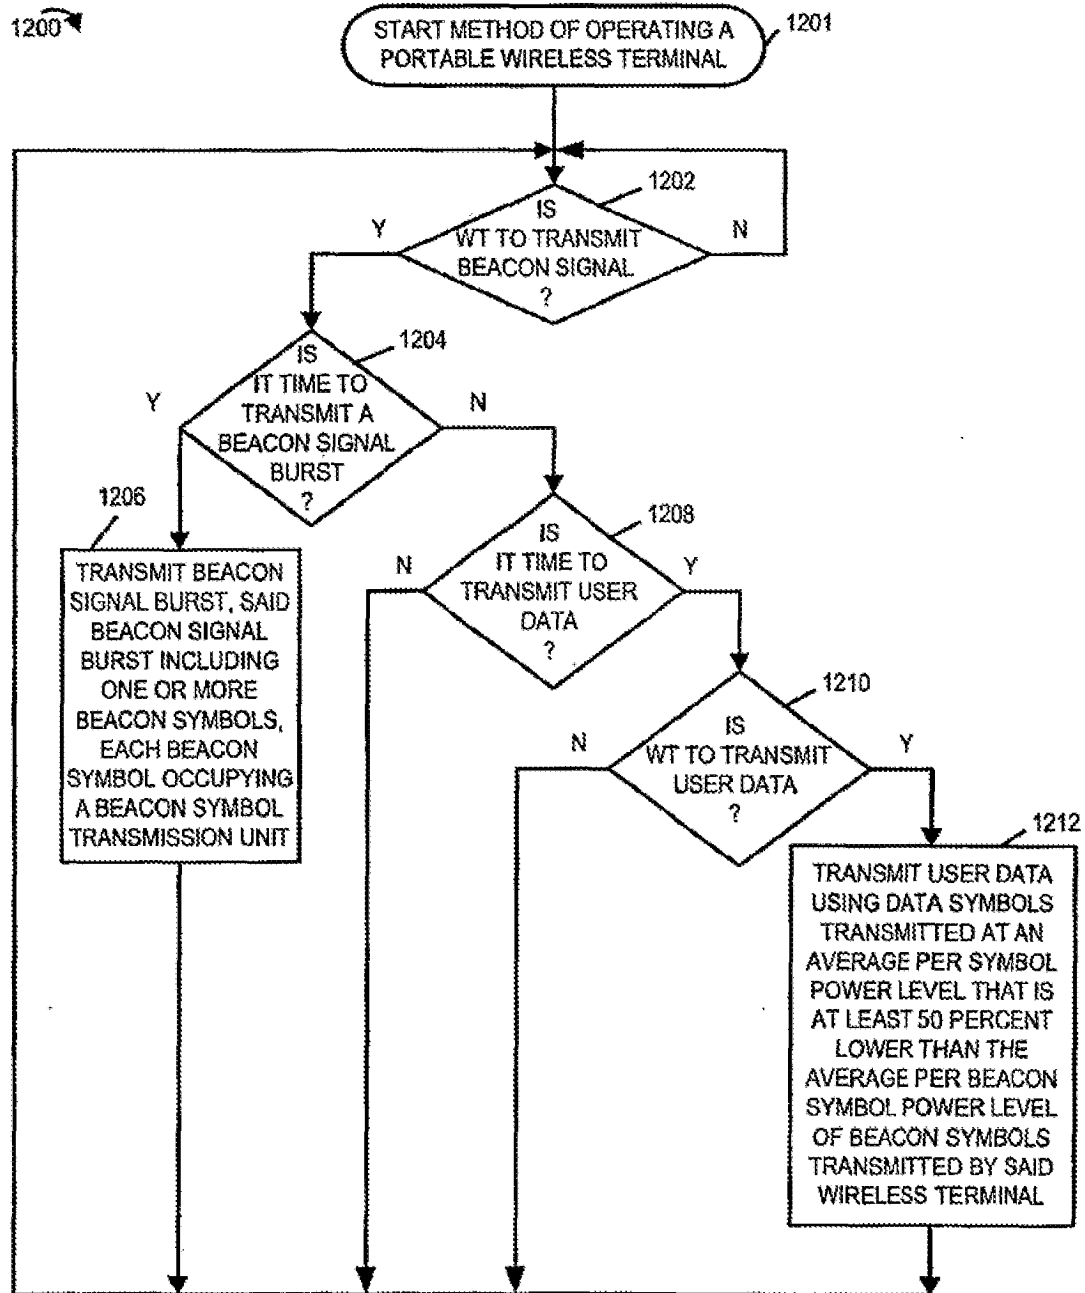 1200
START METHOD OF OPERATING A
PORTABLE WIRELESS TERMINAL
1201
1202
IS
WT TO TRANSMIT
BEACON SIGNAL
?
Y
N
1204
IS
IT TIME TO
TRANSMIT A
BEACON SIGNAL
BURST
?
Y
N
1206
TRANSMIT BEACON
SIGNAL BURST, SAID
BEACON SIGNAL
BURST INCLUDING
ONE OR MORE
BEACON SYMBOLS,
EACH BEACON
SYMBOL OCCUPYING
A BEACON SYMBOL
TRANSMISSION UNIT
1208
IS
IT TIME TO
TRANSMIT USER
DATA
?
N
Y
1210
IS
WT TO TRANSMIT
USER DATA
?
N
Y
1212
TRANSMIT USER DATA
USING DATA SYMBOLS
TRANSMITTED AT AN
AVERAGE PER SYMBOL
POWER LEVEL THAT IS
AT LEAST 50 PERCENT
LOWER THAN THE
AVERAGE PER BEACON
SYMBOL POWER LEVEL
OF BEACON SYMBOLS
TRANSMITTED BY SAID
WIRELESS TERMINAL